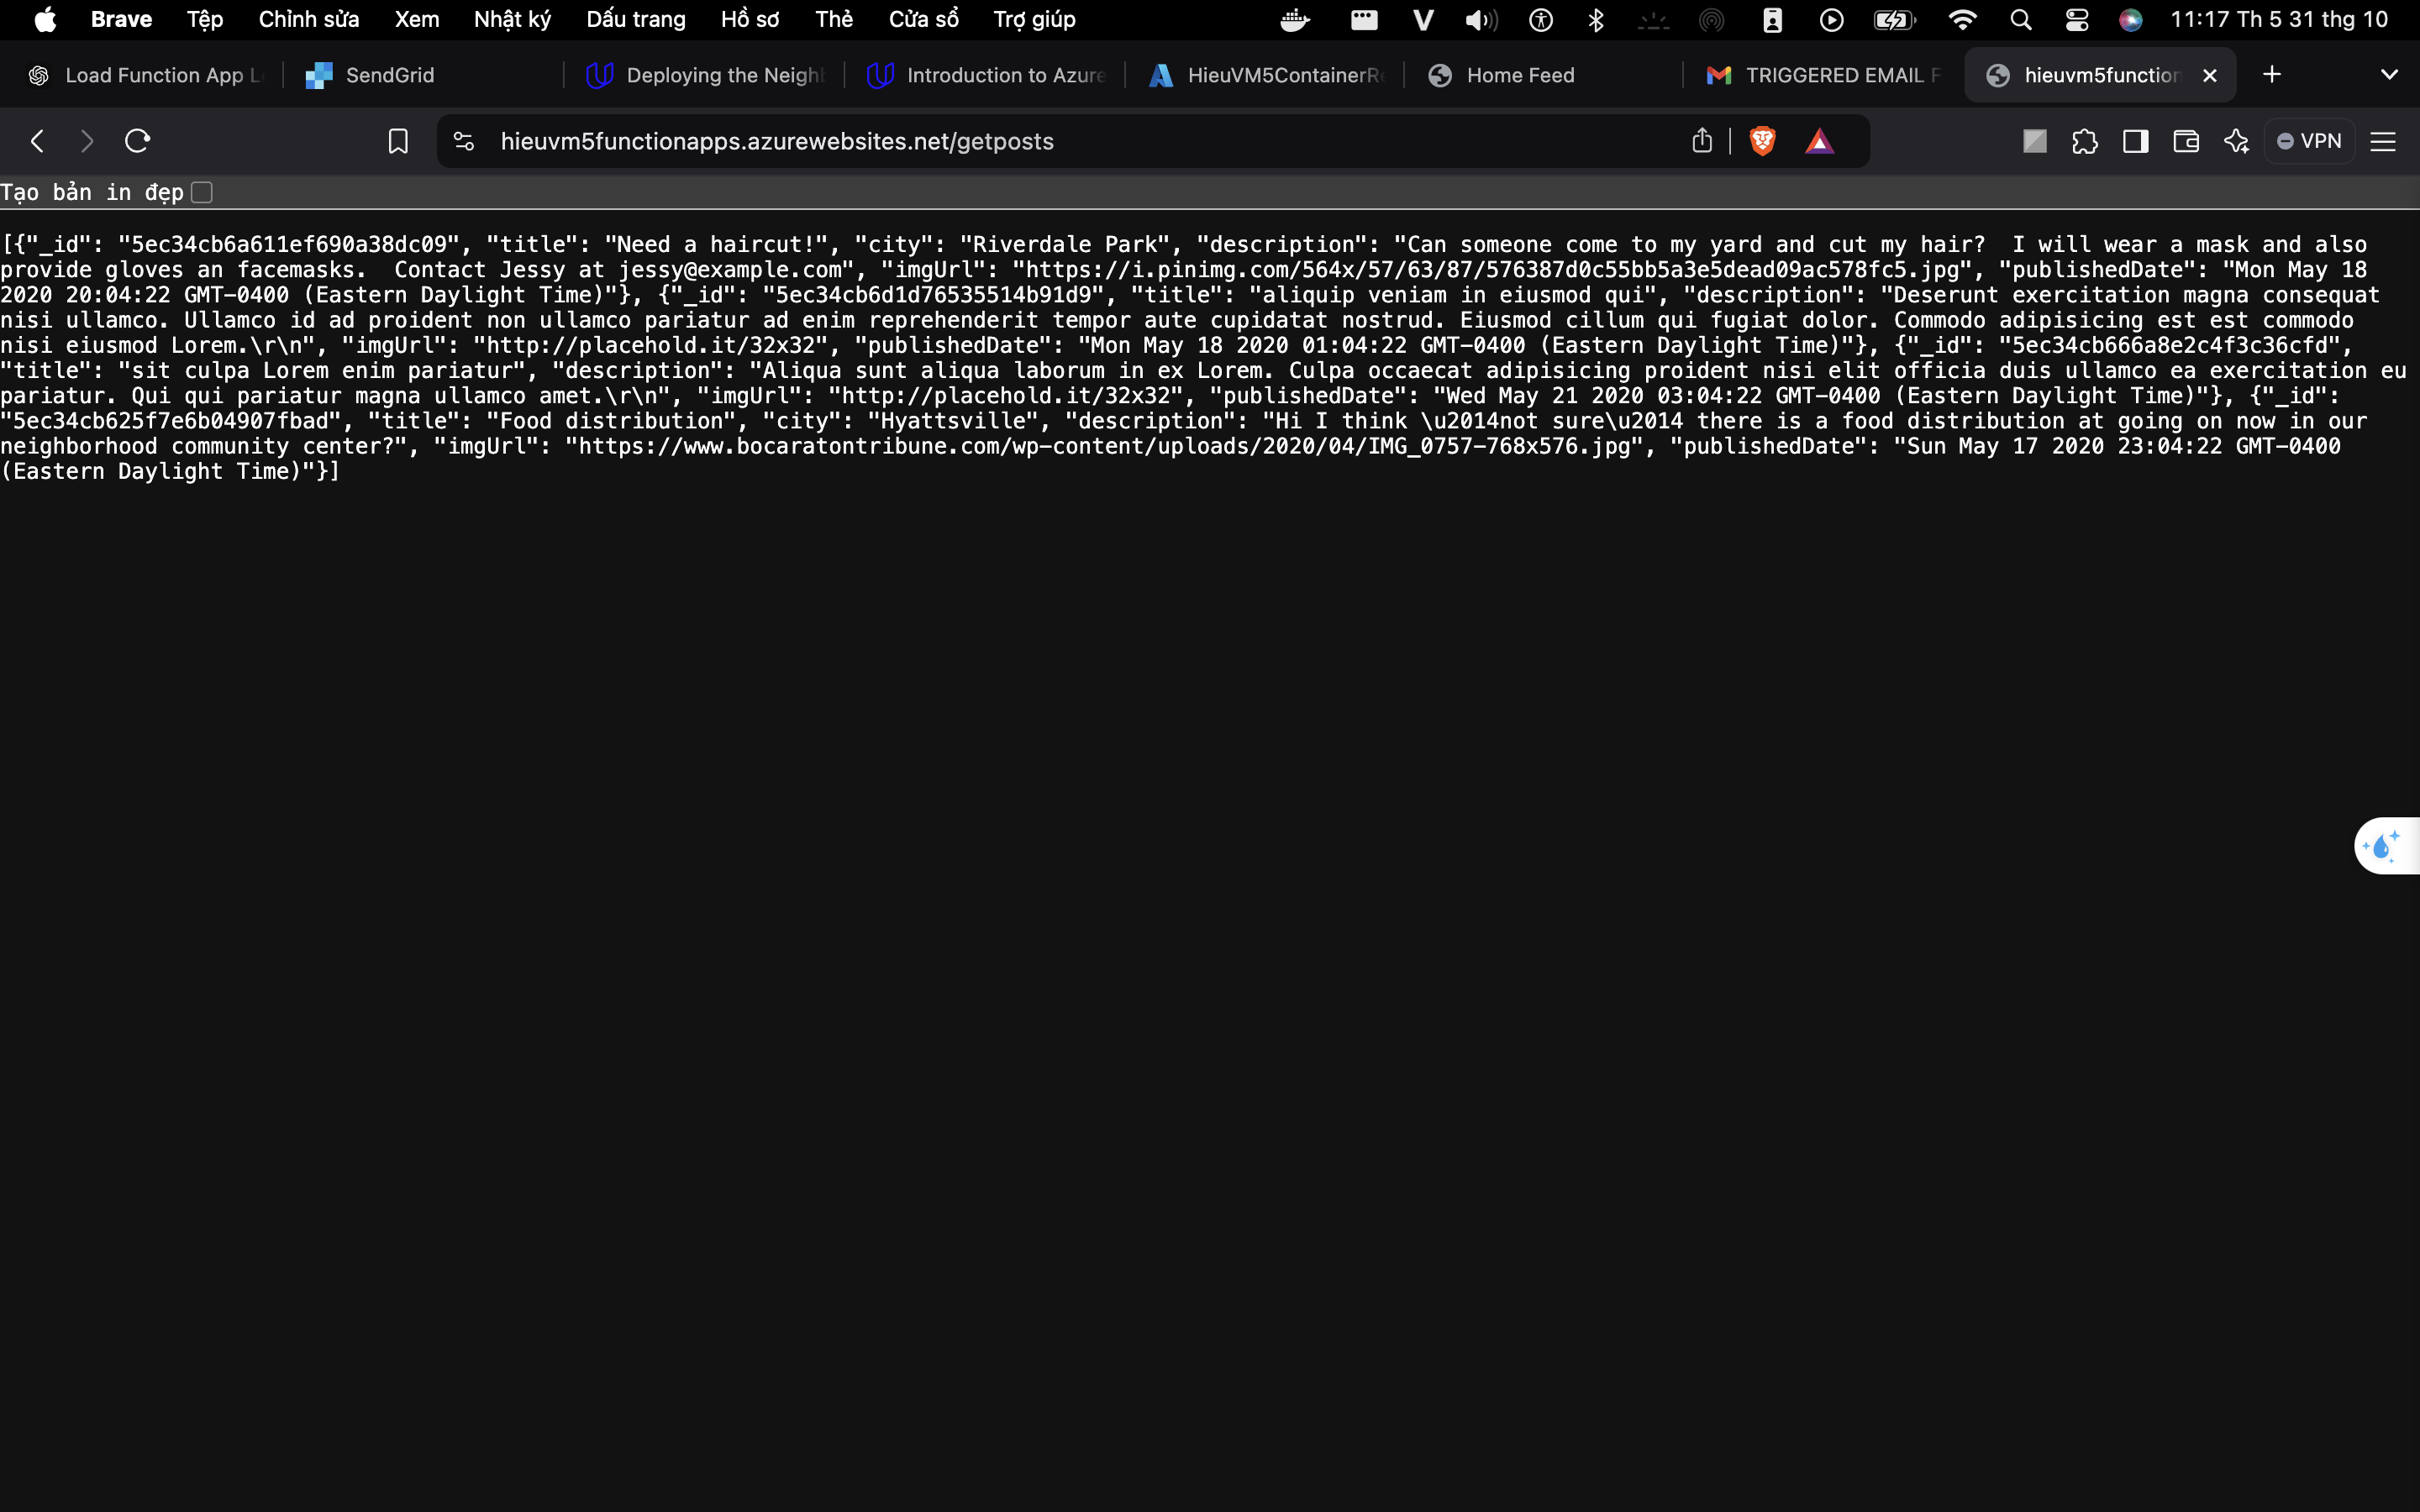 Brave Tệp Chỉnh sửa Xem Nhật ký Dấu trang Hồ sơ Thẻ Cửa sổ Trợ giúp 11:17 Th 5 31 thg 10
Load Function App L SendGrid Deploying the Neigh Introduction to Azure HieuVM5ContainerRe Home Feed TRIGGERED EMAIL F hieuvm5function
hieuvm5functionapps.azurewebsites.net/getposts VPN
Tạo bản in đẹp
[{"_id": "5ec34cb6a611ef690a38dc09", "title": "Need a haircut!", "city": "Riverdale Park", "description": "Can someone come to my yard and cut my hair?  I will wear a mask and also
provide gloves an facemasks.  Contact Jessy at jessy@example.com", "imgUrl": "https://i.pinimg.com/564x/57/63/87/576387d0c55bb5a3e5dead09ac578fc5.jpg", "publishedDate": "Mon May 18
2020 20:04:22 GMT-0400 (Eastern Daylight Time)"}, {"_id": "5ec34cb6d1d76535514b91d9", "title": "aliquip veniam in eiusmod qui", "description": "Deserunt exercitation magna consequat
nisi ullamco. Ullamco id ad proident non ullamco pariatur ad enim reprehenderit tempor aute cupidatat nostrud. Eiusmod cillum qui fugiat dolor. Commodo adipisicing est est commodo
nisi eiusmod Lorem.\r\n", "imgUrl": "http://placehold.it/32x32", "publishedDate": "Mon May 18 2020 01:04:22 GMT-0400 (Eastern Daylight Time)"}, {"_id": "5ec34cb666a8e2c4f3c36cfd",
"title": "sit culpa Lorem enim pariatur", "description": "Aliqua sunt aliqua laborum in ex Lorem. Culpa occaecat adipisicing proident nisi elit officia duis ullamco ea exercitation eu
pariatur. Qui qui pariatur magna ullamco amet.\r\n", "imgUrl": "http://placehold.it/32x32", "publishedDate": "Wed May 21 2020 03:04:22 GMT-0400 (Eastern Daylight Time)"}, {"_id":
"5ec34cb625f7e6b04907fbad", "title": "Food distribution", "city": "Hyattsville", "description": "Hi I think \u2014not sure\u2014 there is a food distribution at going on now in our
neighborhood community center?", "imgUrl": "https://www.bocaratontribune.com/wp-content/uploads/2020/04/IMG_0757-768x576.jpg", "publishedDate": "Sun May 17 2020 23:04:22 GMT-0400
(Eastern Daylight Time)"}]